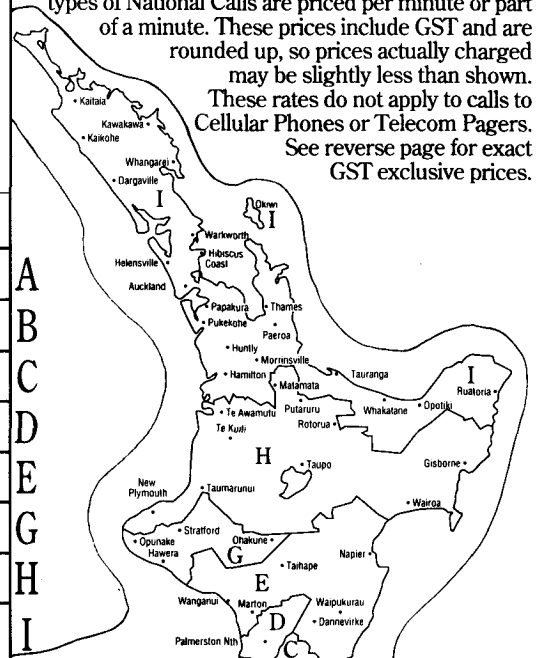 types of National Calls are priced per minute or part
of a minute. These prices include GST and are
rounded up, so prices actually charged
may be slightly less than shown.
These rates do not apply to calls to
Cellular Phones or Telecom Pagers.
See reverse page for exact
GST exclusive prices.
Kaitaia
Kawakawa
Kaikohe
Whangarei
Dargaville
I
Okiwi
I
Warkworth
Hibiscus
Coast
Helensville
Auckland
A
Papakura
Thames
Pukekohe
B
Paeroa
Huntly
Morrinsville
Hamilton
Tauranga
C
Matamata
I
Ruatoria
Te Awamutu
Putaruru
Whakatane
Opotiki
Te Kuiti
Rotorua
D
H
Taupo
Gisborne
E
New
Plymouth
Taumarunui
Wairoa
G
Stratford
Opunake
Ohakune
Hawera
G
Napier
H
Taihape
E
Wanganui
Marton
Waipukurau
D
Dannevirke
I
Palmerston Nth
C